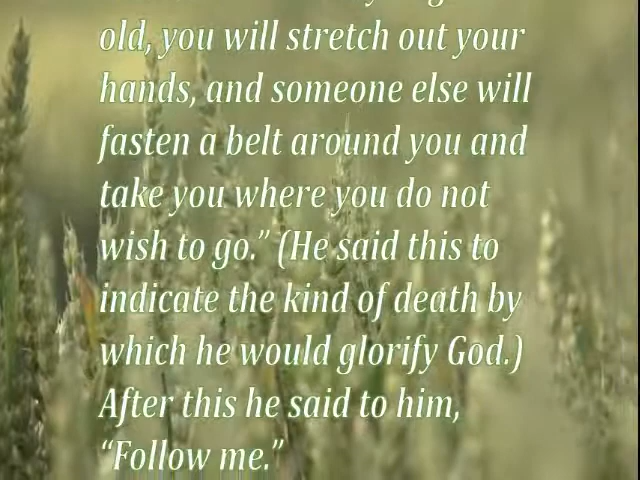 old, you will stretch out your
hands, and someone else will
fasten a belt around you and
take you where you do not
wish to go.” (He said this to
indicate the kind of death by
which he would glorify God.)
After this he said to him,
“Follow me.”